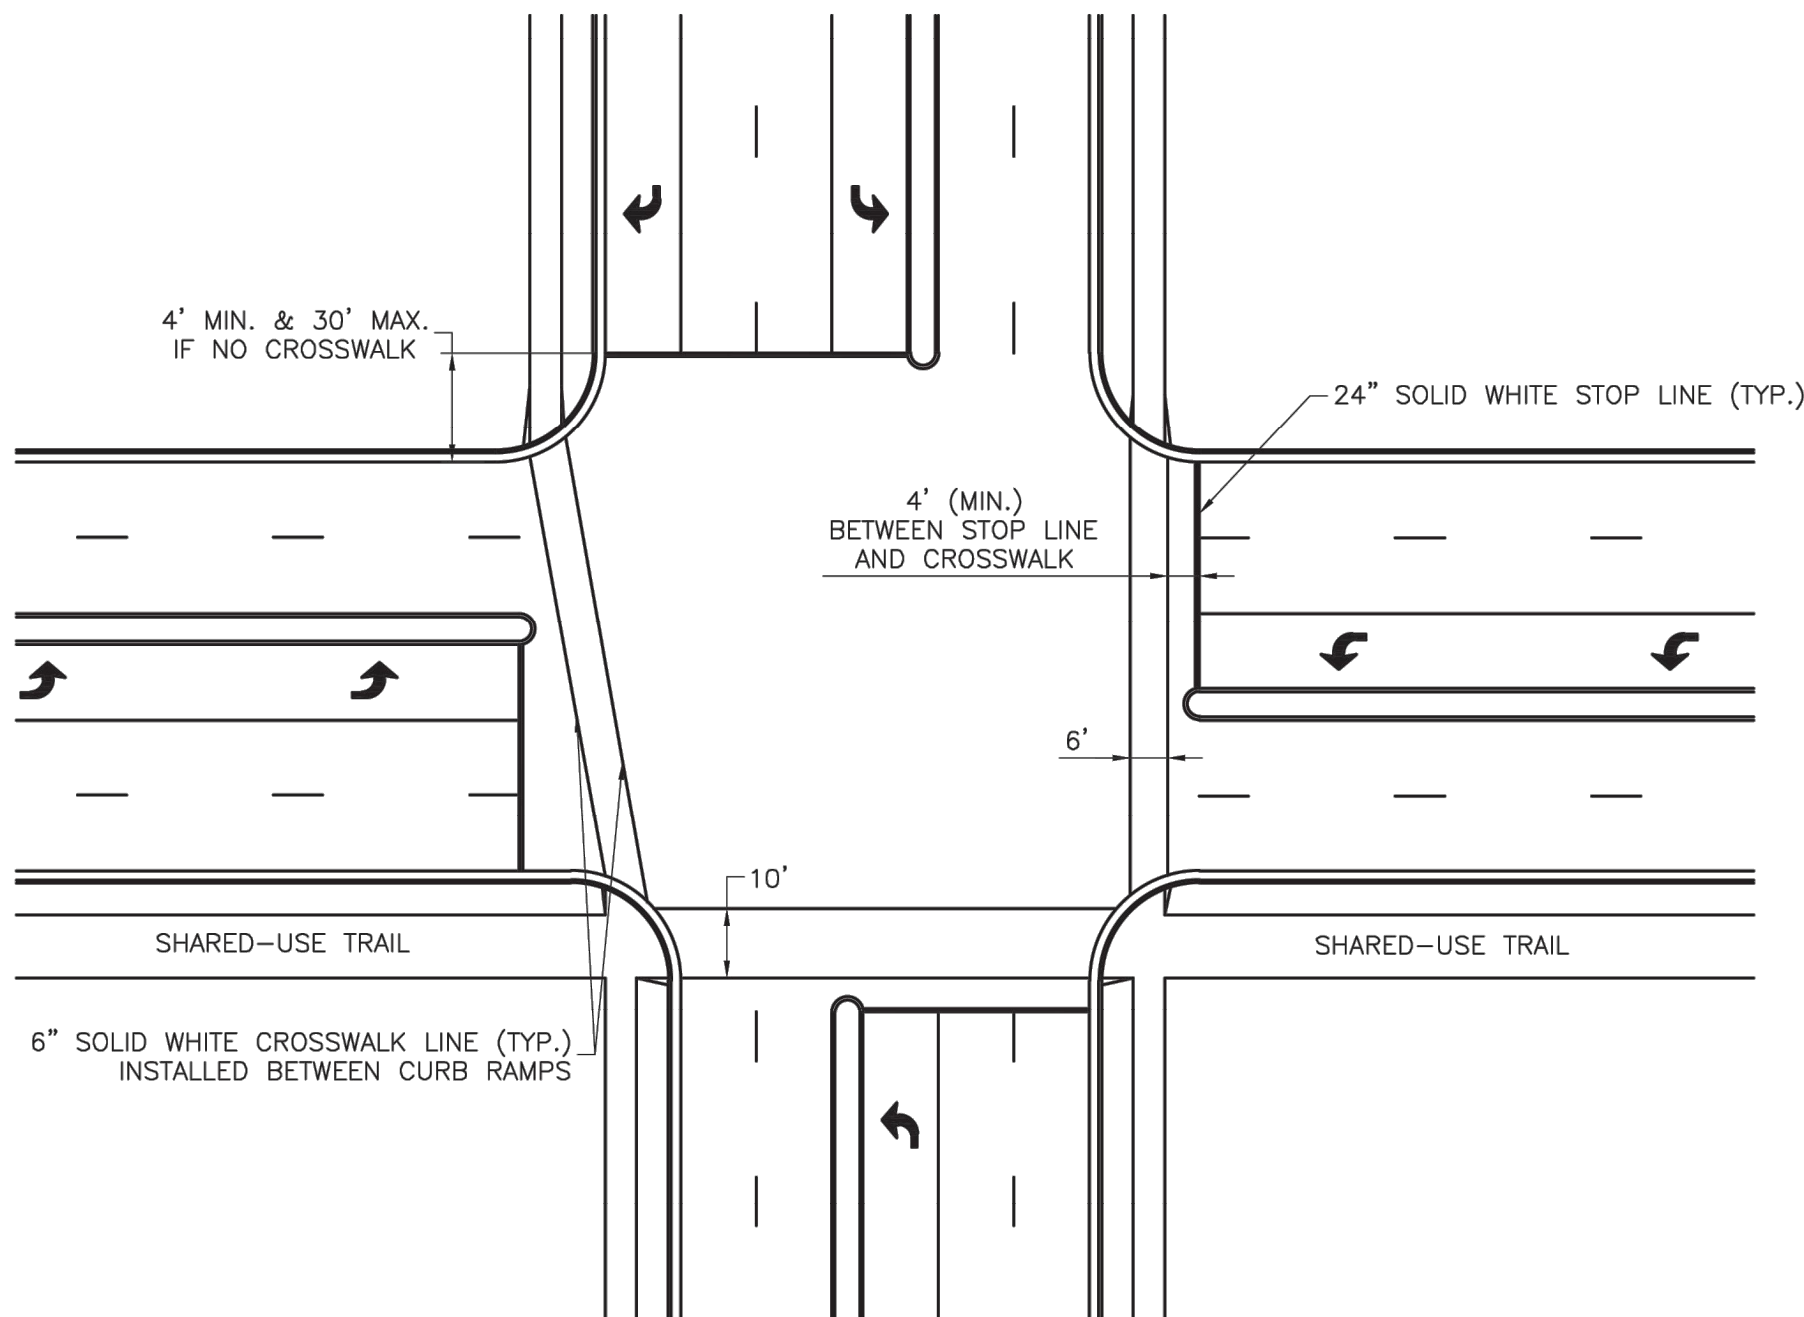 4' MIN. & 30' MAX.
IF NO CROSSWALK
24” SOLID WHITE STOP LINE (TYP.)
4' (MIN.)
BETWEEN STOP LINE
AND CROSSWALK
6'
10'
SHARED-USE TRAIL
SHARED-USE TRAIL
6” SOLID WHITE CROSSWALK LINE (TYP.)
INSTALLED BETWEEN CURB RAMPS